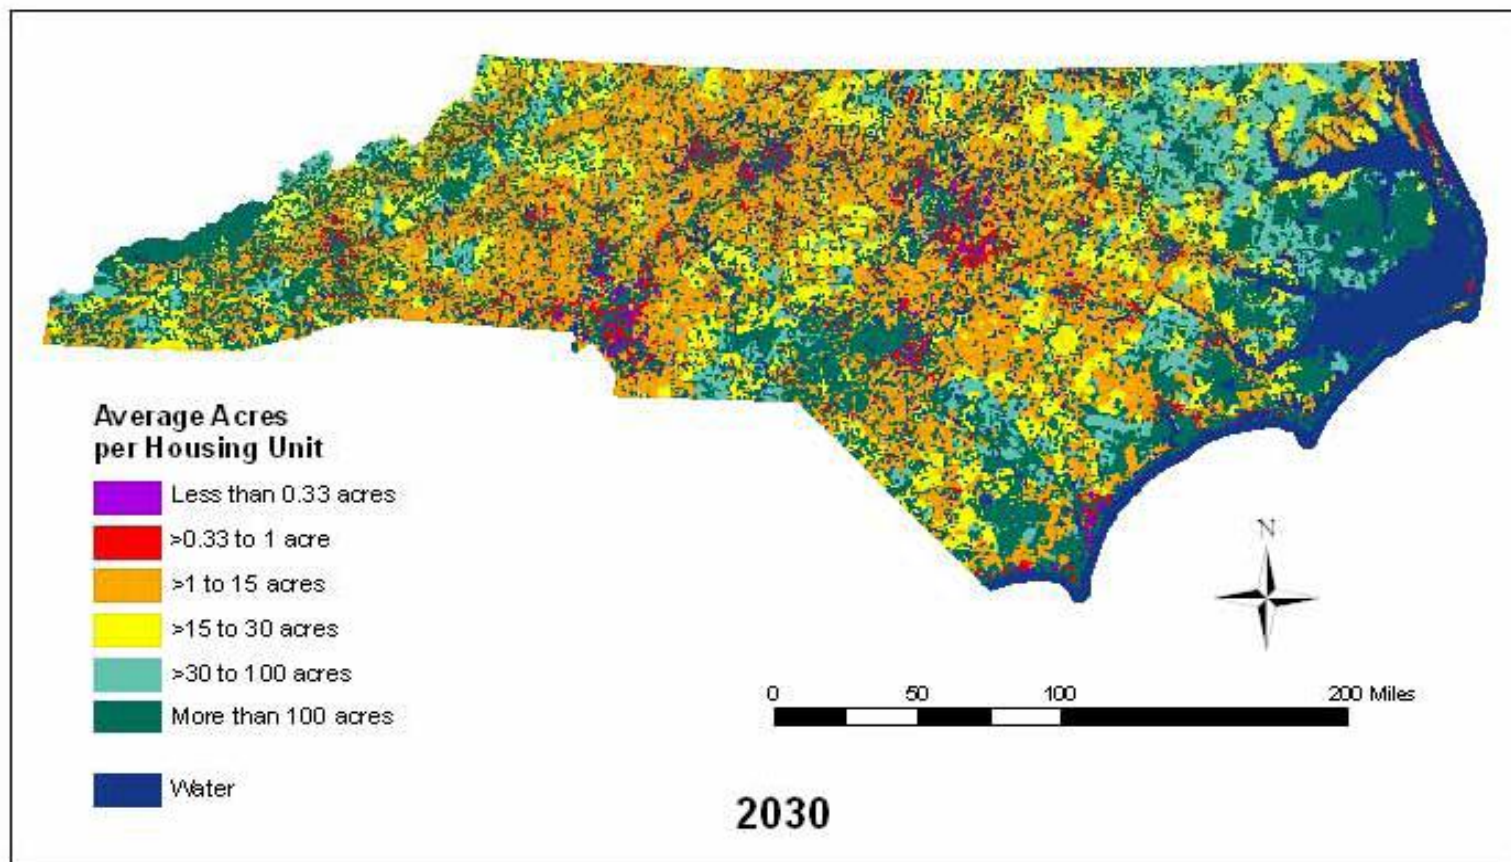 Average Acres
per Housing Unit
Less than 0.33 acres
>0.33 to 1 acre
>1 to 15 acres
>15 to 30 acres
>30 to 100 acres
More than 100 acres
Water
N
0 50 100 200 Miles
2030